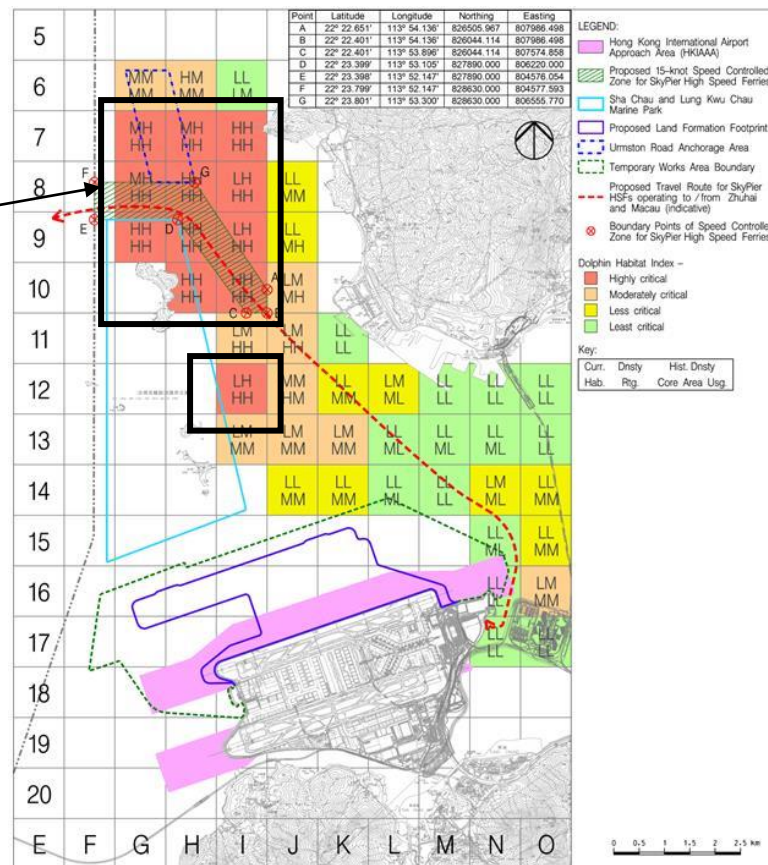 Point Latitude Longitude Northing Easting
A 22° 22.651' 113° 54.136' 826505.967 807986.498
B 22° 22.401' 113° 54.136' 826044.114 807986.498
C 22° 22.401' 113° 53.896' 826044.114 807574.858
D 22° 23.399' 113° 53.105' 827890.000 806220.000
E 22° 23.398' 113° 52.147' 827890.000 804576.054
F 22° 23.799' 113° 52.147' 828630.000 804577.593
G 22° 23.801' 113° 53.300' 828630.000 806555.770
5
6 MM HM LL
MM MM LM
7 MH MH HH
HH HH HH
F G
8 MH HH LH LL
HH HH HH MM
E D
9 HH HH LH LL
HH HH HH MM
A
10 HH HH LM
HH HH MH
C B
11 LM LM LL
HH HH LL
12 LH MM LL LM LL LL LL
HH HM MM ML LL LL LL
13 LM LM LM LL LL LL LL
MM MM MM ML ML LL LL
14 LL LL LL LL LM LL
MM MM ML LL ML MM
15 LL LL
ML MM
16 LL LM
LL MM
17 LL LL
LL LL
18
19
20
E F G H I J K L M N O
LEGEND:
Hong Kong International Airport
Approach Area (HKIAAA)
Proposed 15-knot Speed Controlled
Zone for SkyPier High Speed Ferries
Sha Chau and Lung Kwu Chau
Marine Park
Proposed Land Formation Footprint
Urmston Road Anchorage Area
Temporary Works Area Boundary
Proposed Travel Route for SkyPier
HSFs operating to / from Zhuhai
and Macau (indicative)
Boundary Points of Speed Controlle
Zone for SkyPier High Speed Ferries
Dolphin Habitat Index –
Highly critical
Moderately critical
Less critical
Least critical
Key:
Curr. Dnsty Hist. Dnsty
Hab. Rtg. Core Area Usg.
0 0.5 1 1.5 2 2.5 km